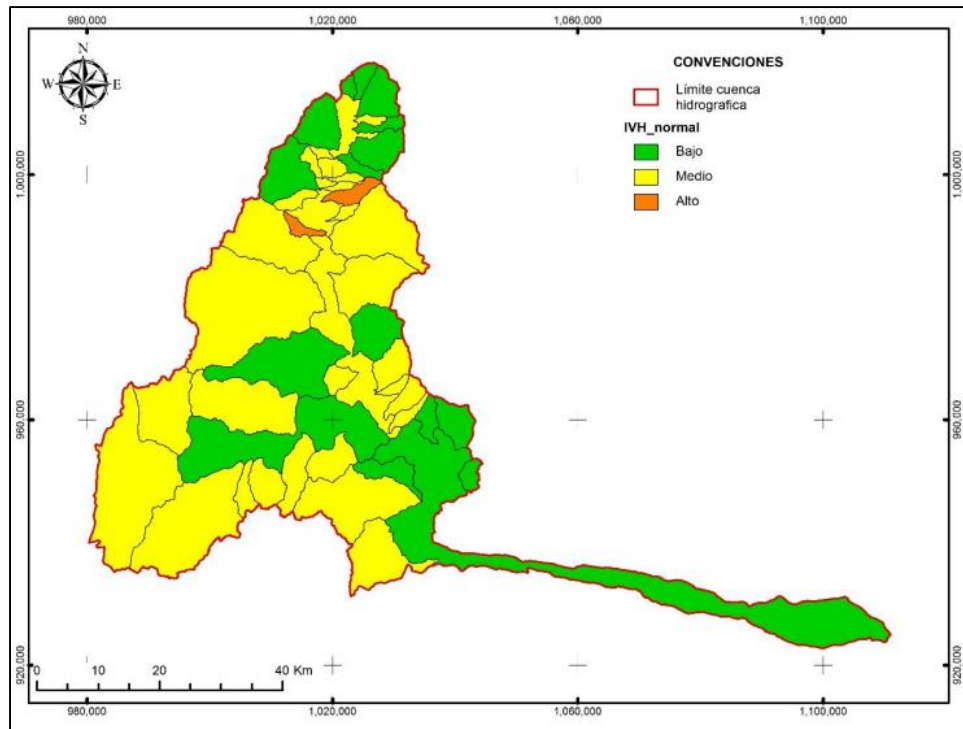 980,000 1,020,000 1,060,000 1,100,000
N
W E
S
CONVENCIONES
Límite cuenca
hidrografica
IVH_normal
Bajo
Medio
Alto
1,000,000 1,000,000
960,000 960,000
920,000 920,000
0 10 20 40 Km
980,000 1,020,000 1,060,000 1,100,000